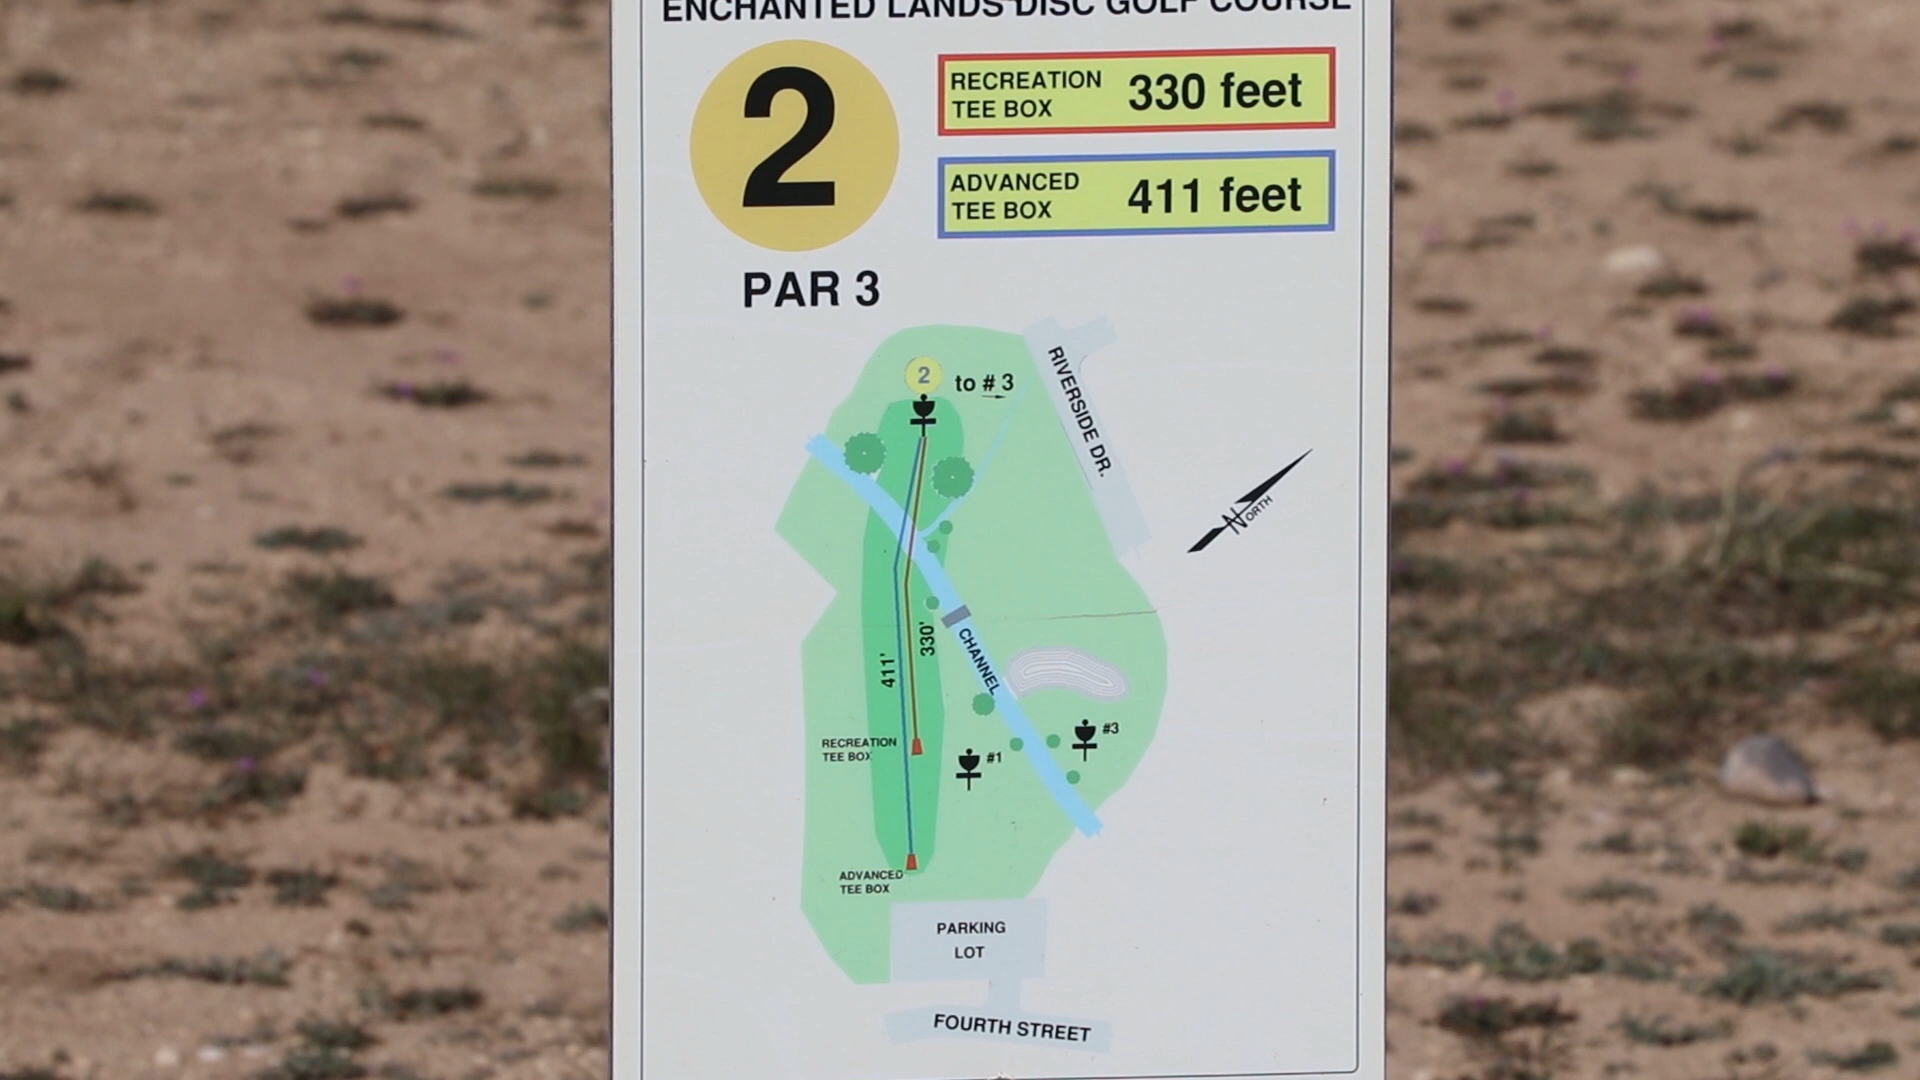 ENCHANTED LANDS DISC GOLF COURSE
2
RECREATION
TEE BOX
330 feet
ADVANCED
TEE BOX
411 feet
PAR 3
2
to # 3
RIVERSIDE DR.
NORTH
411'
330'
CHANNEL
RECREATION
TEE BOX
#1
#3
ADVANCED
TEE BOX
PARKING
LOT
FOURTH STREET